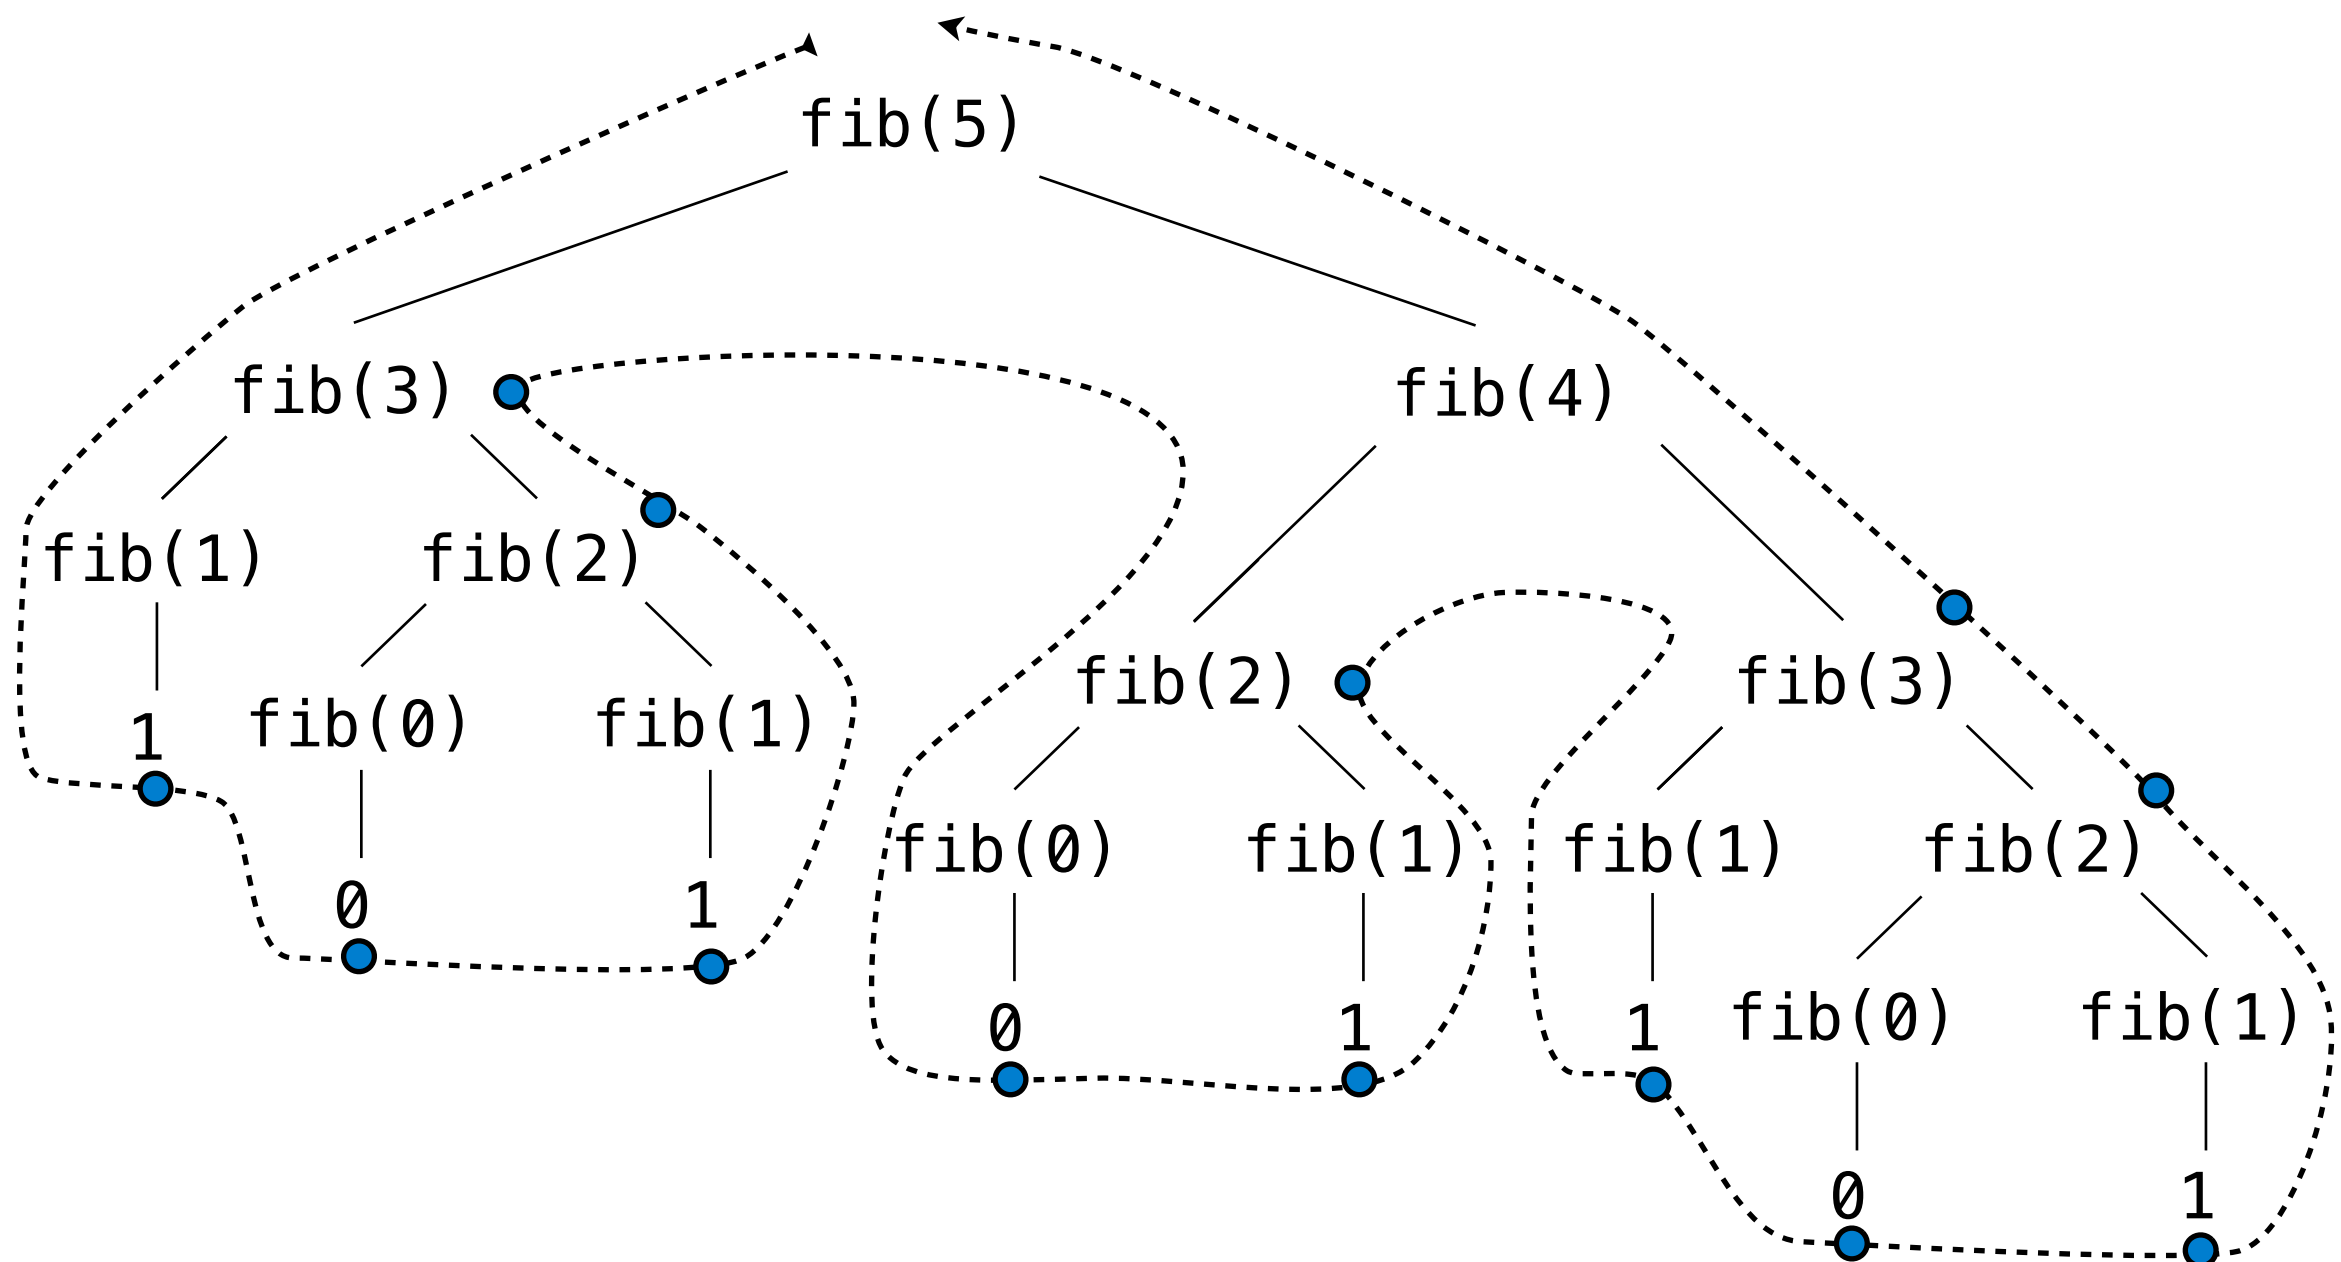 fib(5)
fib(3) fib(4)
fib(1) fib(2)
fib(2) fib(3)
1 fib(0) fib(1)
fib(0) fib(1) fib(1) fib(2)
0 1
0 1 1 fib(0) fib(1)
0 1